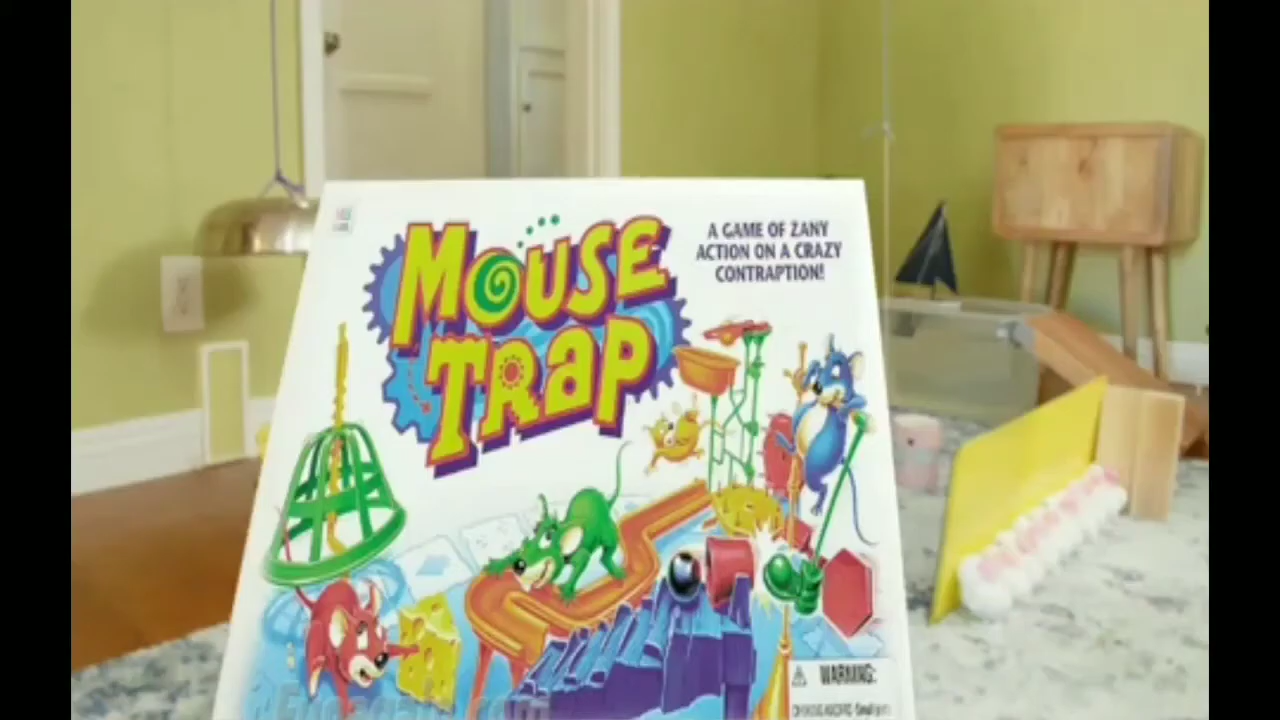 MOUSE
TRAP
A GAME OF ZANY
ACTION ON A CRAZY
CONTRAPTION!
WARNING: